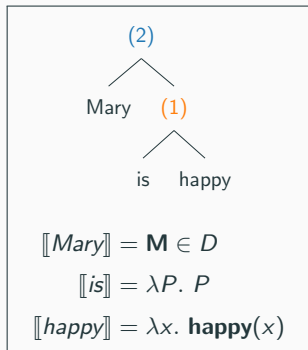 (2)
Mary (1)
is happy
⟦Mary⟧ = M ∈ D
⟦is⟧ = λP. P
⟦happy⟧ = λx. happy(x)